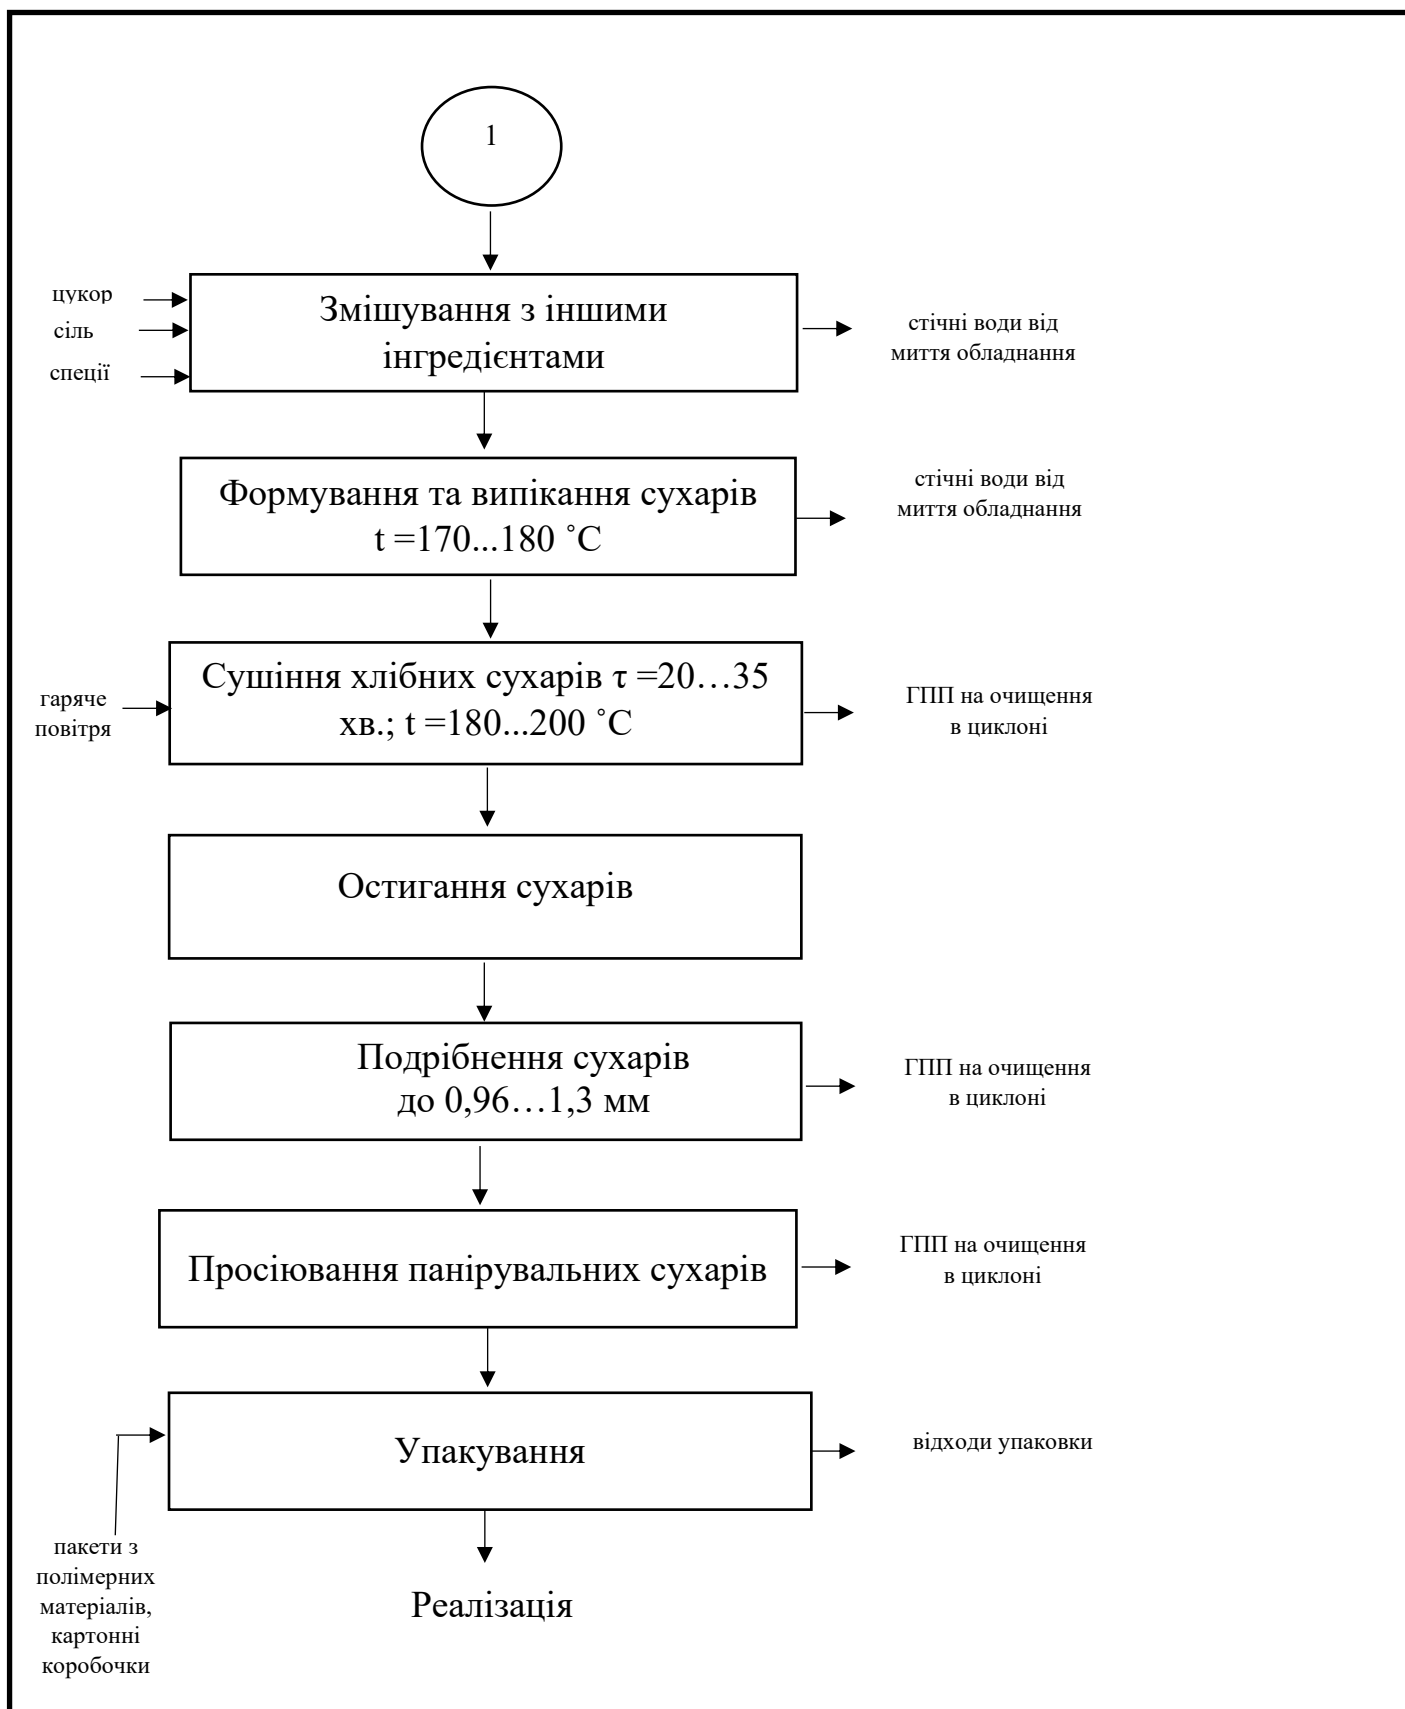 1
цукор
сіль
спеції
Змішування з іншими
інгредієнтами
стічні води від
миття обладнання
Формування та випікання сухарів
t =170...180 ˚С
стічні води від
миття обладнання
гаряче
повітря
Сушіння хлібних сухарів τ =20…35
хв.; t =180...200 ˚С
ГПП на очищення
в циклоні
Остигання сухарів
Подрібнення сухарів
до 0,96…1,3 мм
ГПП на очищення
в циклоні
Просіювання панірувальних сухарів
ГПП на очищення
в циклоні
Упакування
відходи упаковки
пакети з
полімерних
матеріалів,
картонні
коробочки
Реалізація